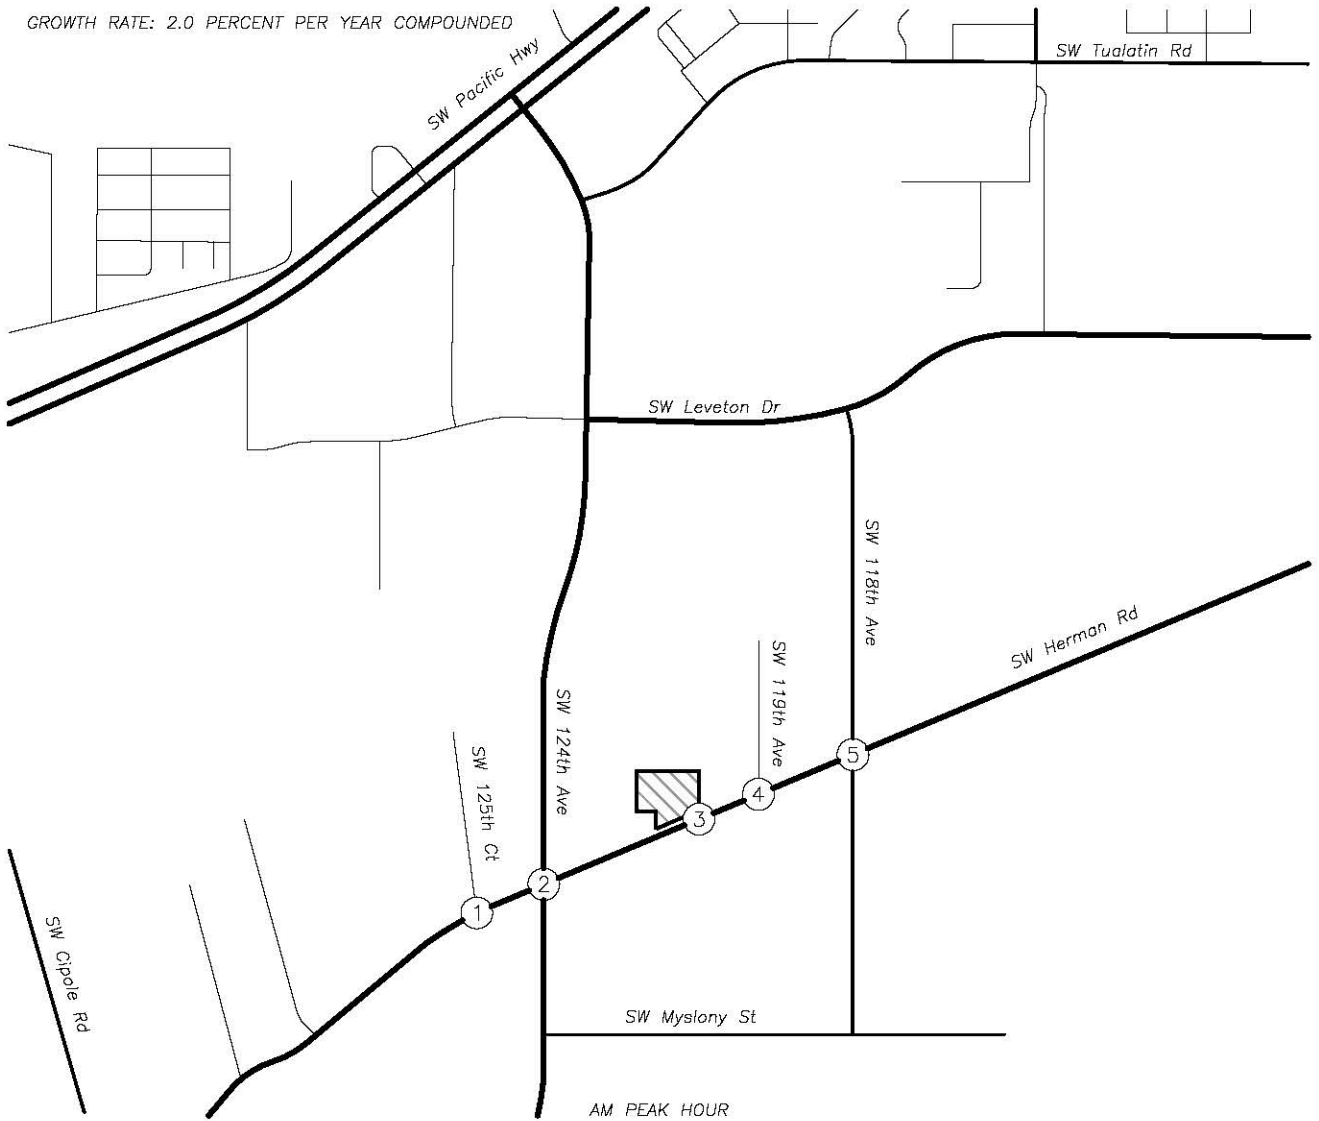 GROWTH RATE: 2.0 PERCENT PER YEAR COMPOUNDED
SW Pacific Hwy
SW Tualatin Rd
SW Leveton Dr
SW 118th Ave
SW Herman Rd
SW 119th Ave
SW 124th Ave
SW 125th Ct
5
4
3
2
1
SW Cipole Rd
SW Myslony St
AM PEAK HOUR